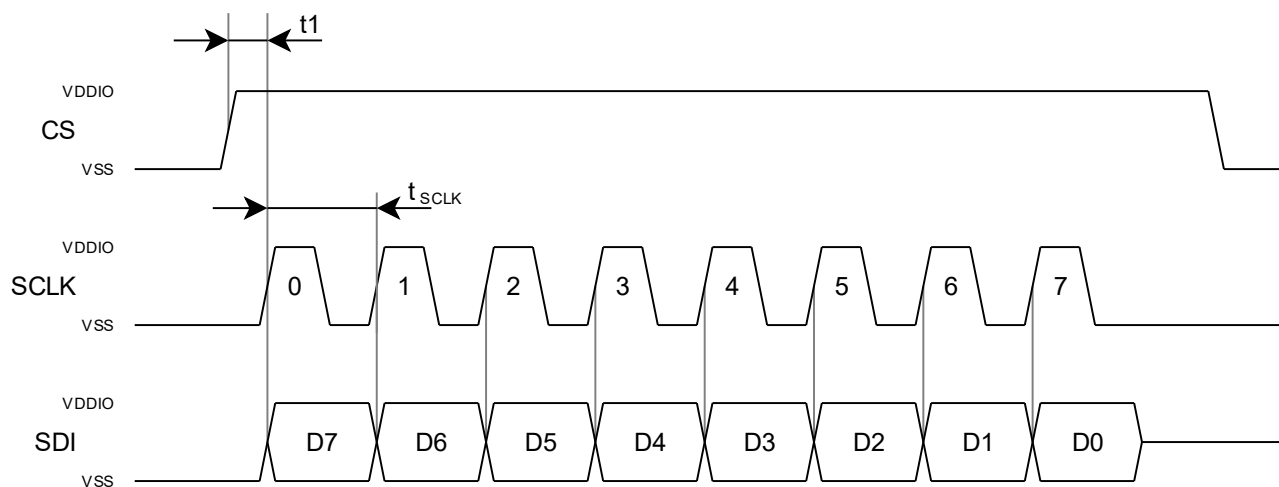 t1
VDDIO
CS
VSS
tSCLK
VDDIO
SCLK 0 1 2 3 4 5 6 7
VSS
VDDIO
SDI D7 D6 D5 D4 D3 D2 D1 D0
VSS